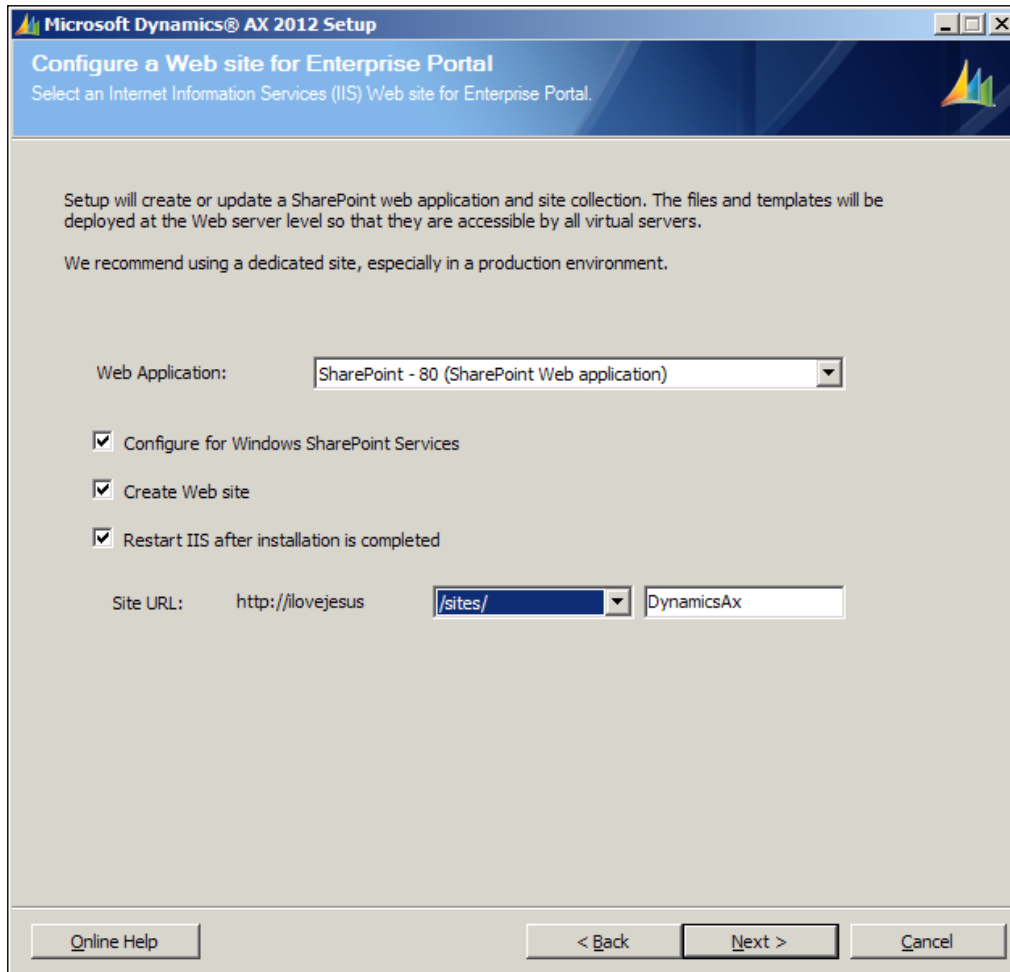 Microsoft Dynamics® AX 2012 Setup
Configure a Web site for Enterprise Portal
Select an Internet Information Services (IIS) Web site for Enterprise Portal.
Setup will create or update a SharePoint web application and site collection. The files and templates will be
deployed at the Web server level so that they are accessible by all virtual servers.
We recommend using a dedicated site, especially in a production environment.
Web Application: SharePoint - 80 (SharePoint Web application)
Configure for Windows SharePoint Services
Create Web site
Restart IIS after installation is completed
Site URL: http://ilovejesus /sites/ DynamicsAx
Online Help < Back Next > Cancel